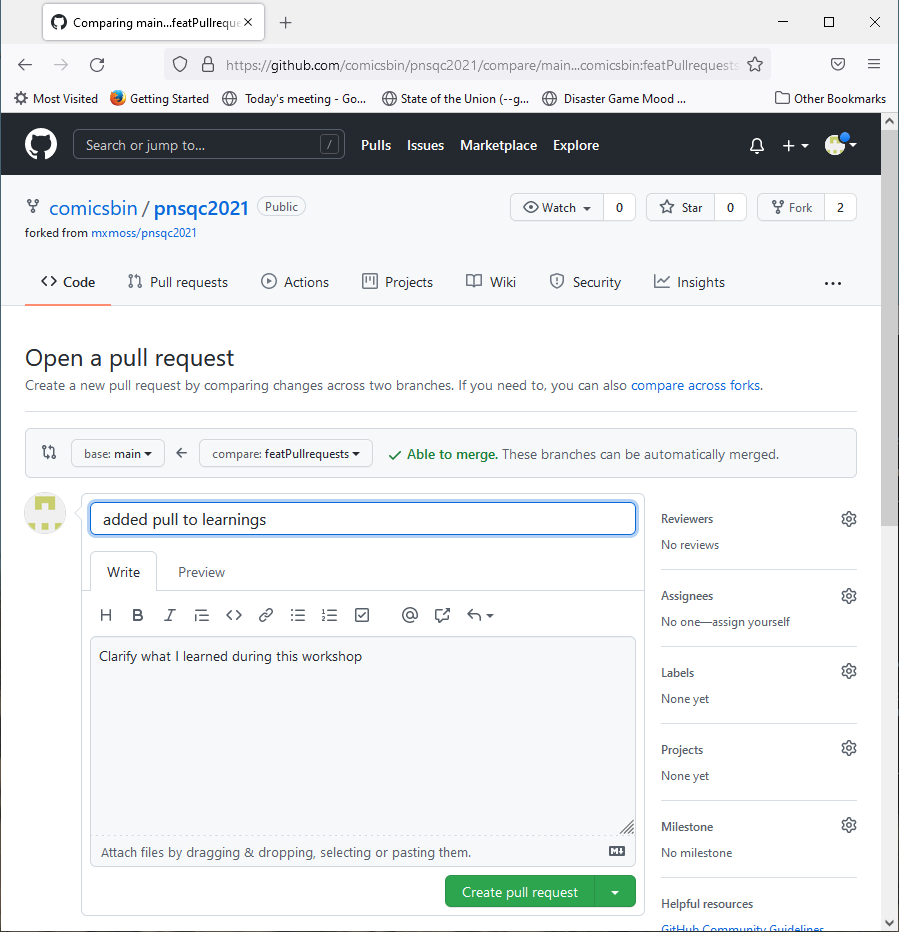 Comparing main...featPullreque
https://github.com/comicsbin/pnsqc2021/compare/main...comicsbin:featPullrequests
Most Visited Getting Started Today's meeting - Go... State of the Union (--g... Disaster Game Mood ... Other Bookmarks
Search or jump to... / Pulls Issues Marketplace Explore
comicsbin / pnsqc2021 Public Watch 0 Star 0 Fork 2
forked from mxmoss/pnsqc2021
Code Pull requests Actions Projects Wiki Security Insights ...
Open a pull request
Create a new pull request by comparing changes across two branches. If you need to, you can also compare across forks.
base: main compare: featPullrequests Able to merge. These branches can be automatically merged.
added pull to learnings
Write Preview
H B I @
Clarify what I learned during this workshop
Attach files by dragging & dropping, selecting or pasting them.
Create pull request
Reviewers
No reviews
Assignees
No one—assign yourself
Labels
None yet
Projects
None yet
Milestone
No milestone
Helpful resources
GitHub Community Guidelines